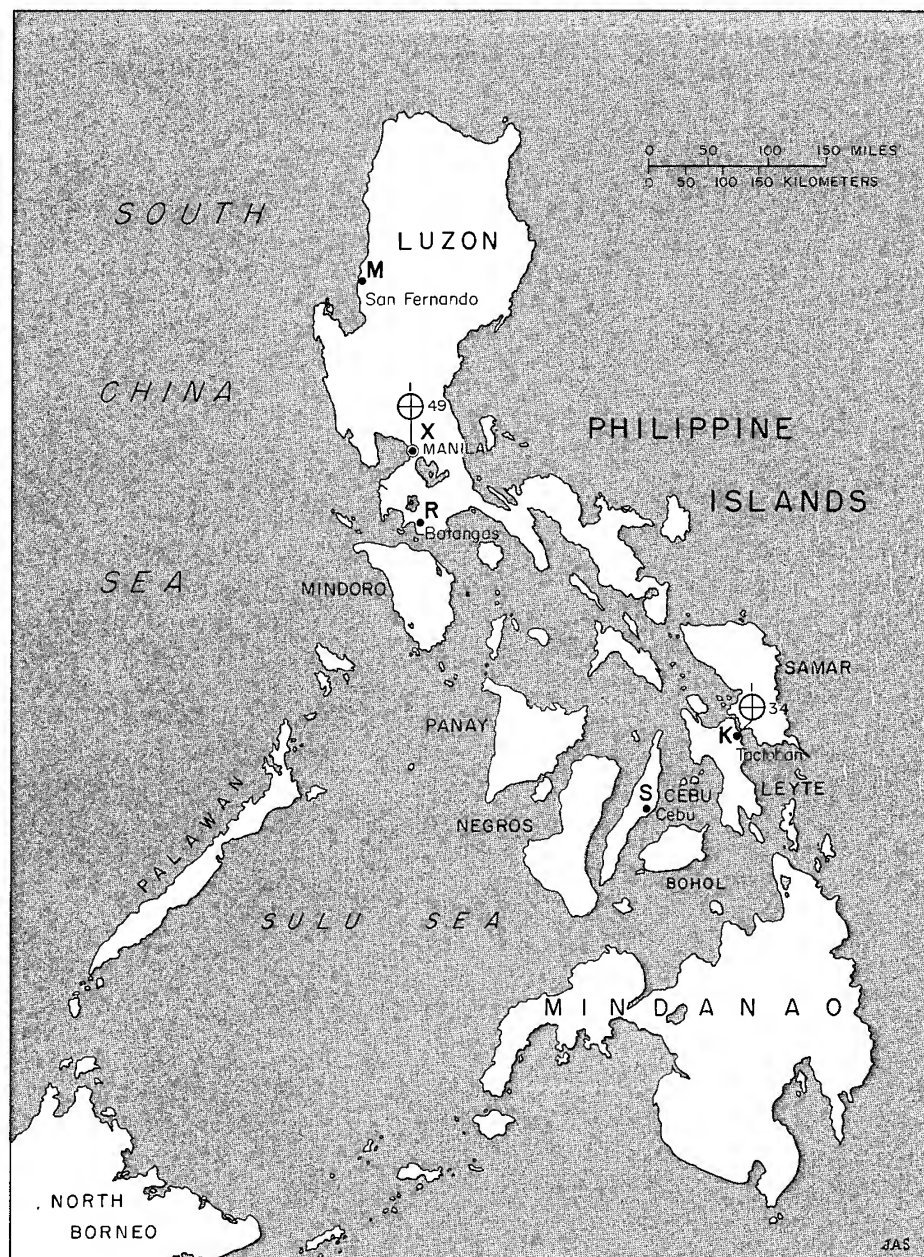 0 50 100 150 MILES
0 50 100 150 KILOMETERS
SOUTH
LUZON
M
San Fernando
CHINA
49
X
MANILA
PHILIPPINE
ISLANDS
R
Batangas
SEA
MINDORO
SAMAR
34
PANAY
K
Tacloban
LEYTE
S
CEBU
Cebu
NEGROS
PALAWAN
BOHOL
SULU SEA
MINDANAO
NORTH
BORNEO
JAS